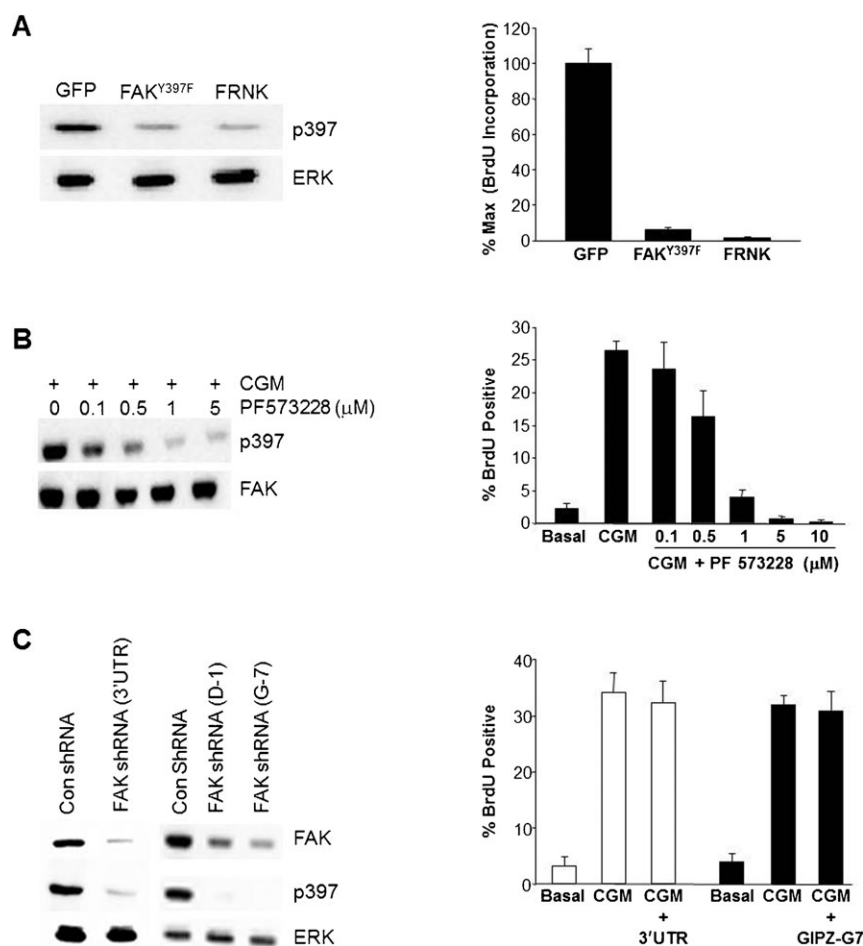 A
GFP FAKY397F FRNK
p397
ERK
% Max (BrdU Incorporation)
120
100
80
60
40
20
0
GFP FAKY397F FRNK
B
+ + + + + CGM
0 0.1 0.5 1 5 PF573228 (μM)
p397
FAK
% BrdU Positive
30
25
20
15
10
5
0
Basal CGM 0.1 0.5 1 5 10
CGM + PF 573228 (μM)
C
Con shRNA
FAK shRNA (3'UTR)
Con ShRNA
FAK shRNA (D-1)
FAK shRNA (G-7)
FAK
p397
ERK
% BrdU Positive
40
30
20
10
0
Basal CGM CGM Basal CGM CGM
+ +
3'UTR GIPZ-G7